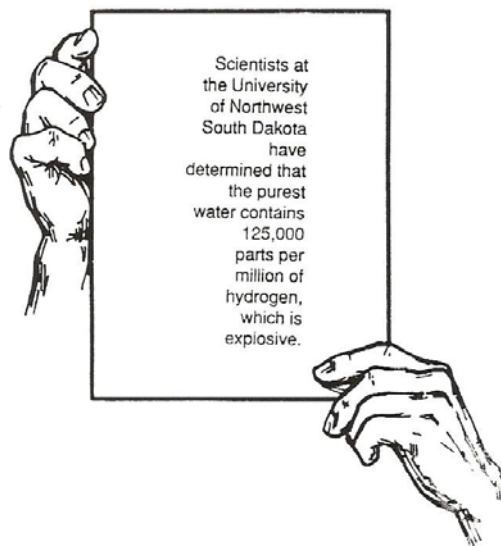 Scientists at
the University
of Northwest
South Dakota
have
determined that
the purest
water contains
125,000
parts per
million of
hydrogen,
which is
explosive.